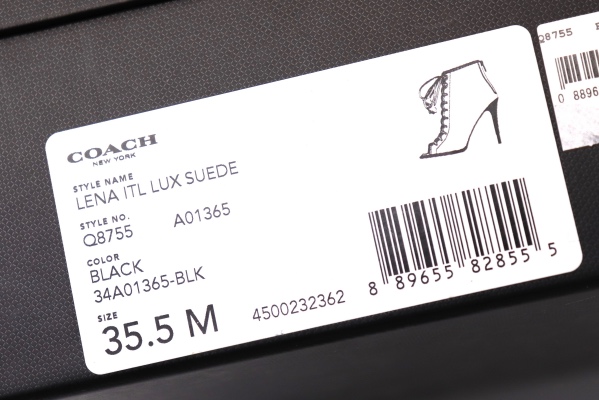 COACH
NEW YORK
STYLE NAME
LENA ITL LUX SUEDE
STYLE NO.
Q8755 A01365
COLOR
BLACK
34A01365-BLK
SIZE
35.5 M
4500232362
8 89655 82855 5
Q8755
0 8896